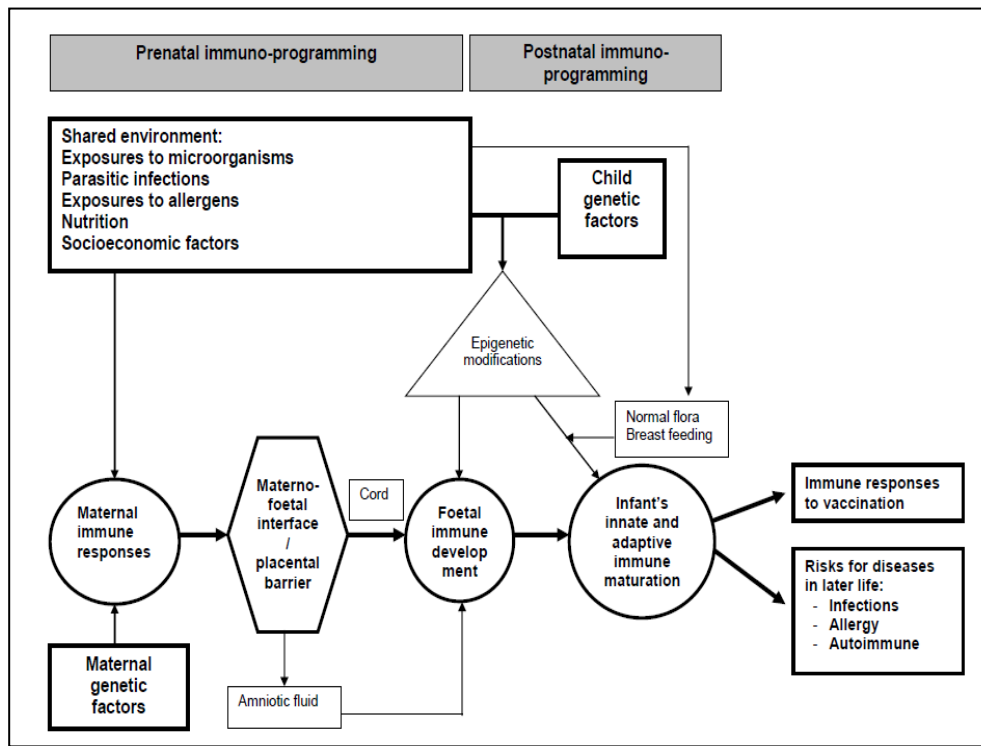 Prenatal immuno-programming
Postnatal immuno-
programming
Shared environment:
Exposures to microorganisms
Parasitic infections
Exposures to allergens
Nutrition
Socioeconomic factors
Child
genetic
factors
Epigenetic
modifications
Normal flora
Breast feeding
Maternal
immune
responses
Materno-
foetal
interface
/
placental
barrier
Cord
Foetal
immune
develop
ment
Infant's
innate and
adaptive
immune
maturation
Immune responses
to vaccination
Risks for diseases
in later life:
- Infections
- Allergy
- Autoimmune
Maternal
genetic
factors
Amniotic fluid